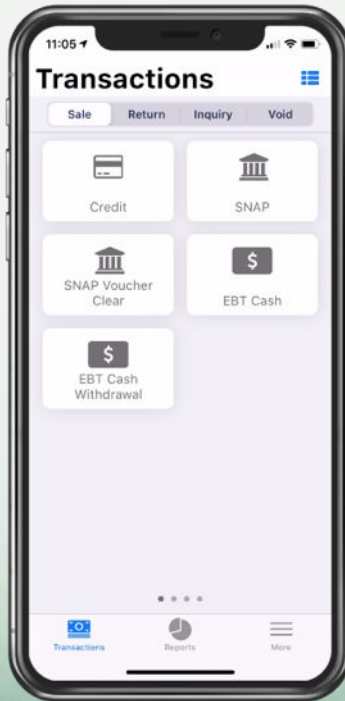 11:05
Transactions
Sale Return Inquiry Void
Credit
SNAP
SNAP Voucher
Clear
$
EBT Cash
$
EBT Cash
Withdrawal
Transactions Reports More